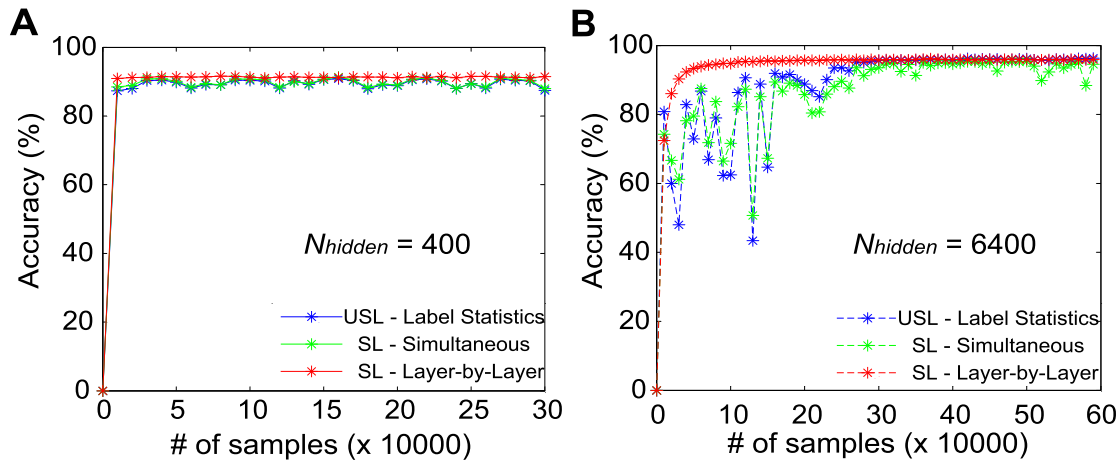 A
Accuracy (%)
100
80
60
40
20
0
Nhidden = 400
USL - Label Statistics
SL - Simultaneous
SL - Layer-by-Layer
0 5 10 15 20 25 30
# of samples (x 10000)
B
Accuracy (%)
100
80
60
40
20
0
Nhidden = 6400
USL - Label Statistics
SL - Simultaneous
SL - Layer-by-Layer
0 10 20 30 40 50 60
# of samples (x 10000)